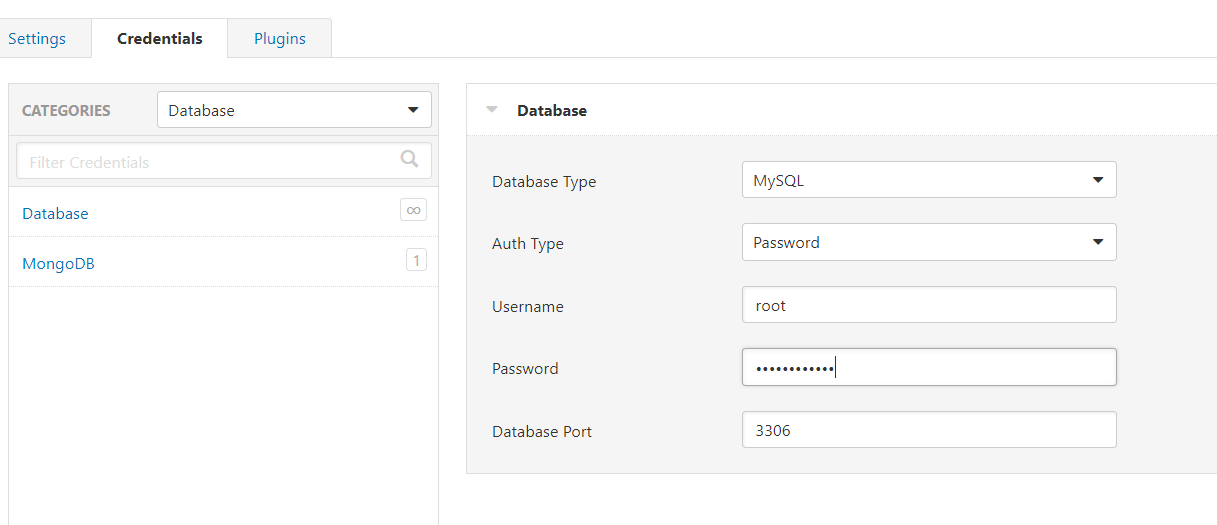 Settings Credentials Plugins
CATEGORIES Database
Filter Credentials
Database ∞
MongoDB 1
Database
Database Type MySQL
Auth Type Password
Username root
Password ••••••••••••
Database Port 3306